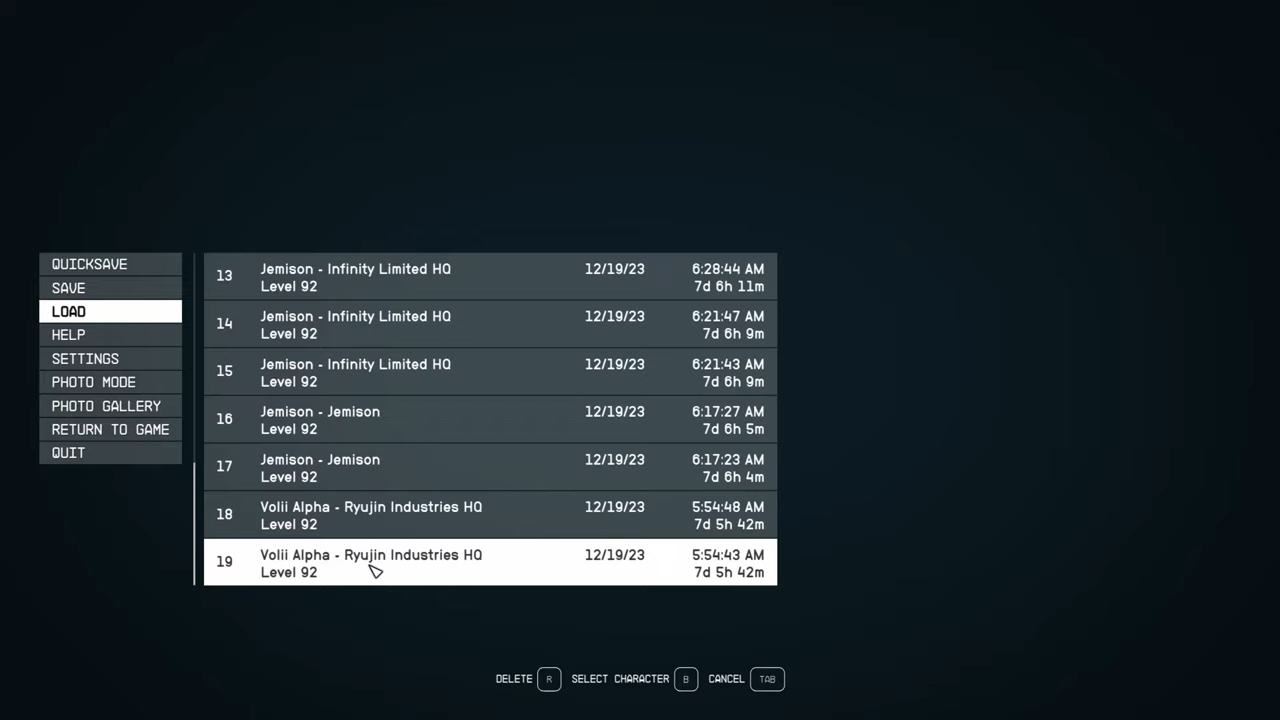 QUICKSAVE
SAVE
LOAD
HELP
SETTINGS
PHOTO MODE
PHOTO GALLERY
RETURN TO GAME
QUIT
13 Jemison - Infinity Limited HQ 12/19/23 6:28:44 AM
Level 92 7d 6h 11m
14 Jemison - Infinity Limited HQ 12/19/23 6:21:47 AM
Level 92 7d 6h 9m
15 Jemison - Infinity Limited HQ 12/19/23 6:21:43 AM
Level 92 7d 6h 9m
16 Jemison - Jemison 12/19/23 6:17:27 AM
Level 92 7d 6h 5m
17 Jemison - Jemison 12/19/23 6:17:23 AM
Level 92 7d 6h 4m
18 Volii Alpha - Ryujin Industries HQ 12/19/23 5:54:48 AM
Level 92 7d 5h 42m
19 Volii Alpha - Ryujin Industries HQ 12/19/23 5:54:43 AM
Level 92 7d 5h 42m
DELETE R SELECT CHARACTER B CANCEL TAB